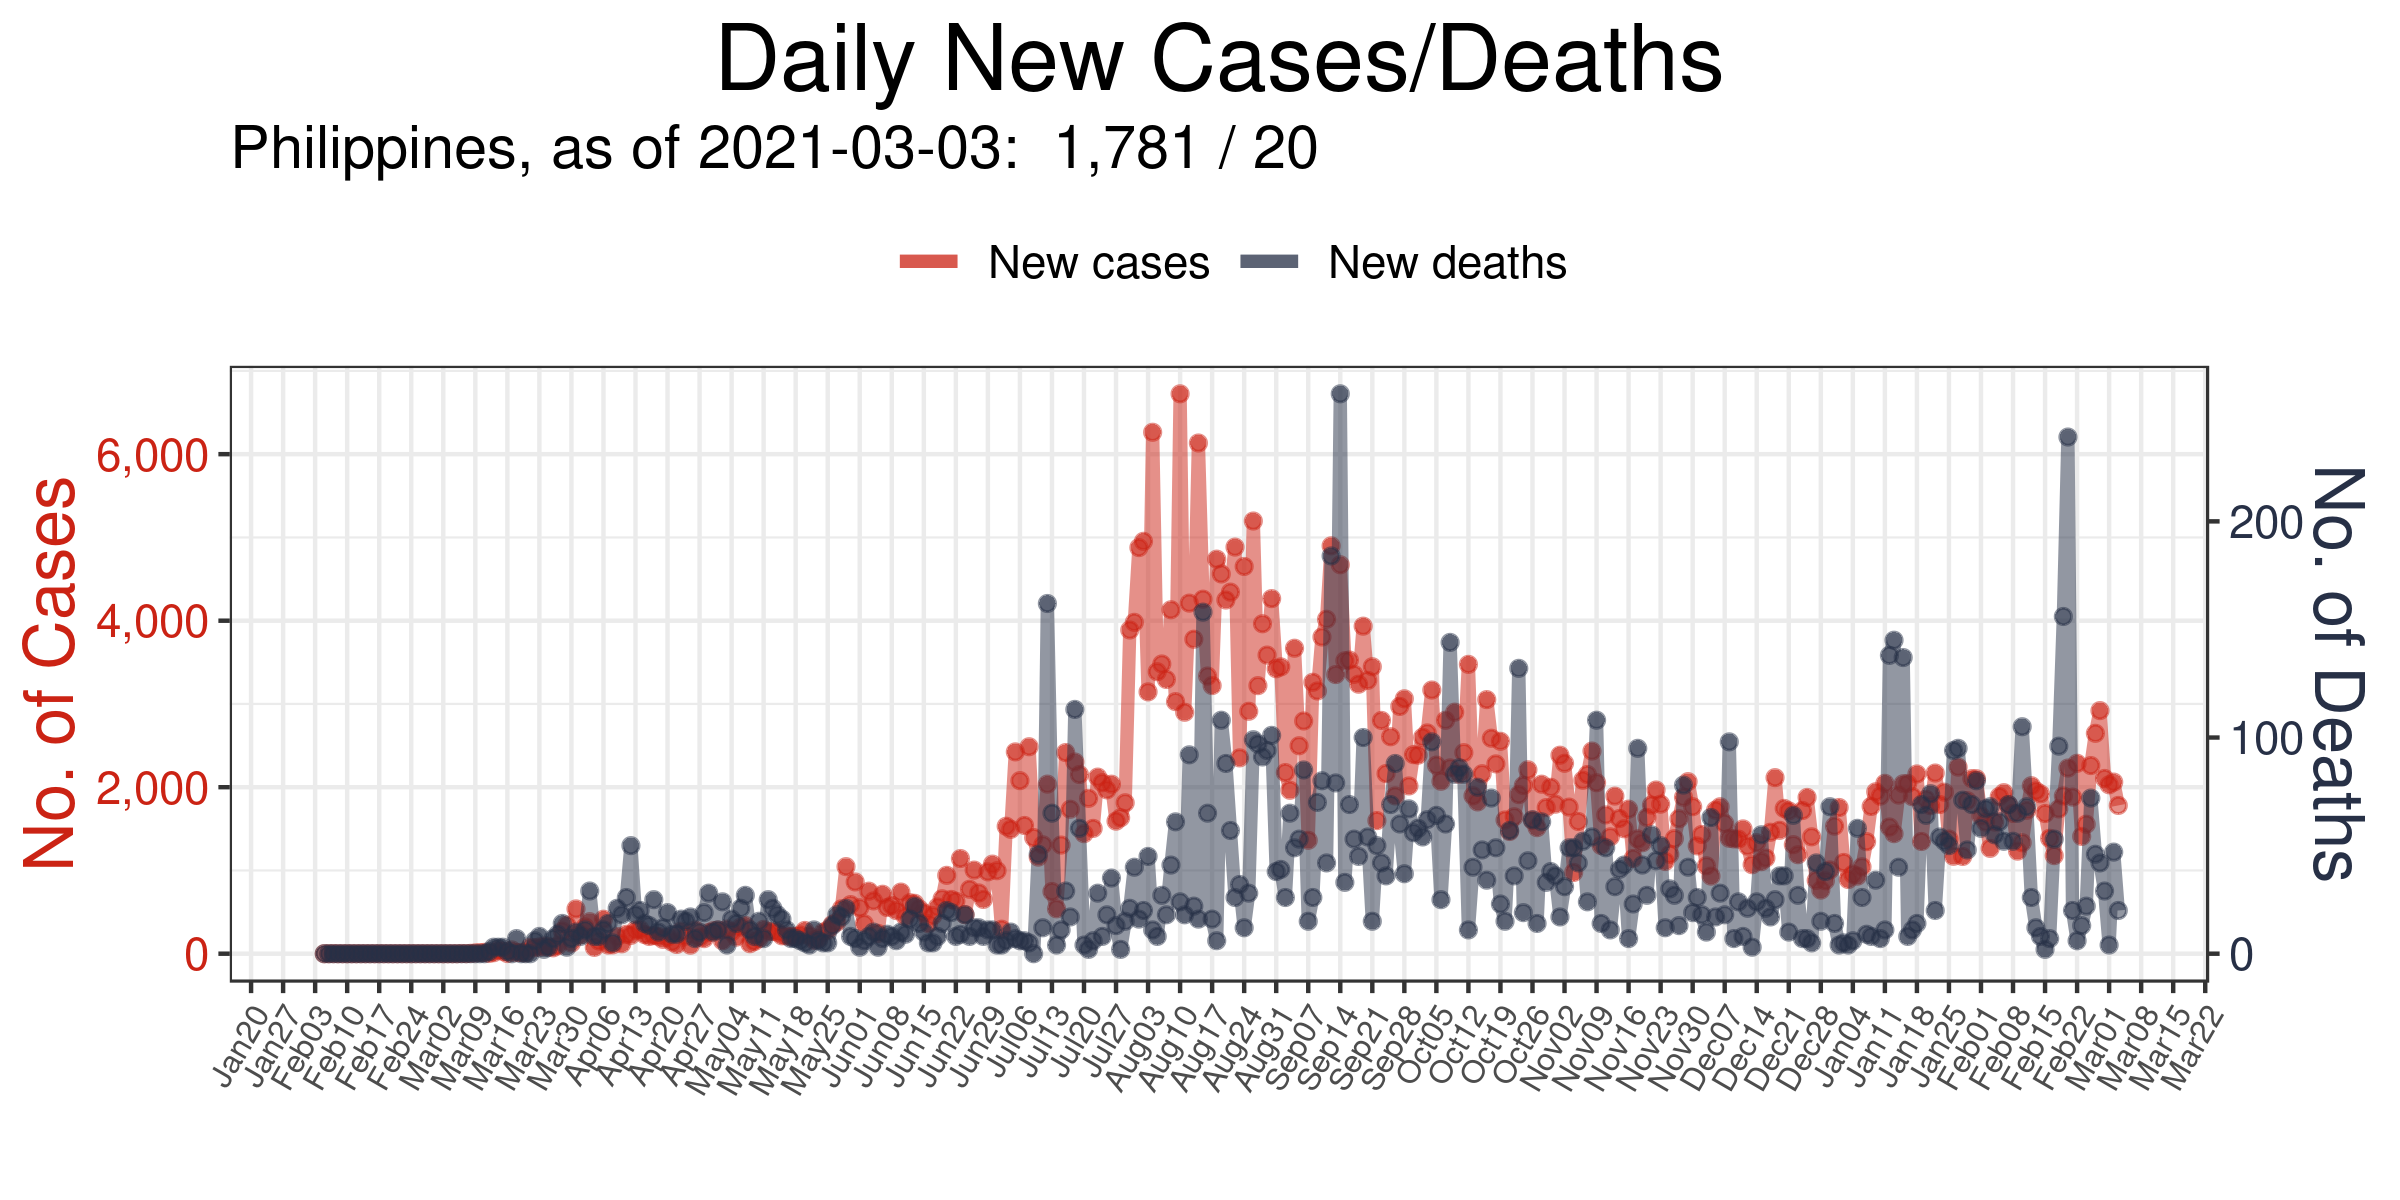 Daily New Cases/Deaths
Philippines, as of 2021-03-03: 1,781 / 20
New cases New deaths
No. of Cases
6,000
4,000
2,000
0
No. of Deaths
200
100
0
Jan20 Jan27 Feb03 Feb10 Feb17 Feb24 Mar02 Mar09 Mar16 Mar23 Mar30 Apr06 Apr13 Apr20 Apr27 May04 May11 May18 May25 Jun01 Jun08 Jun15 Jun22 Jun29 Jul06 Jul13 Jul20 Jul27 Aug03 Aug10 Aug17 Aug24 Aug31 Sep07 Sep14 Sep21 Sep28 Oct05 Oct12 Oct19 Oct26 Nov02 Nov09 Nov16 Nov23 Nov30 Dec07 Dec14 Dec21 Dec28 Jan04 Jan11 Jan18 Jan25 Feb01 Feb08 Feb15 Feb22 Mar01 Mar08 Mar15 Mar22